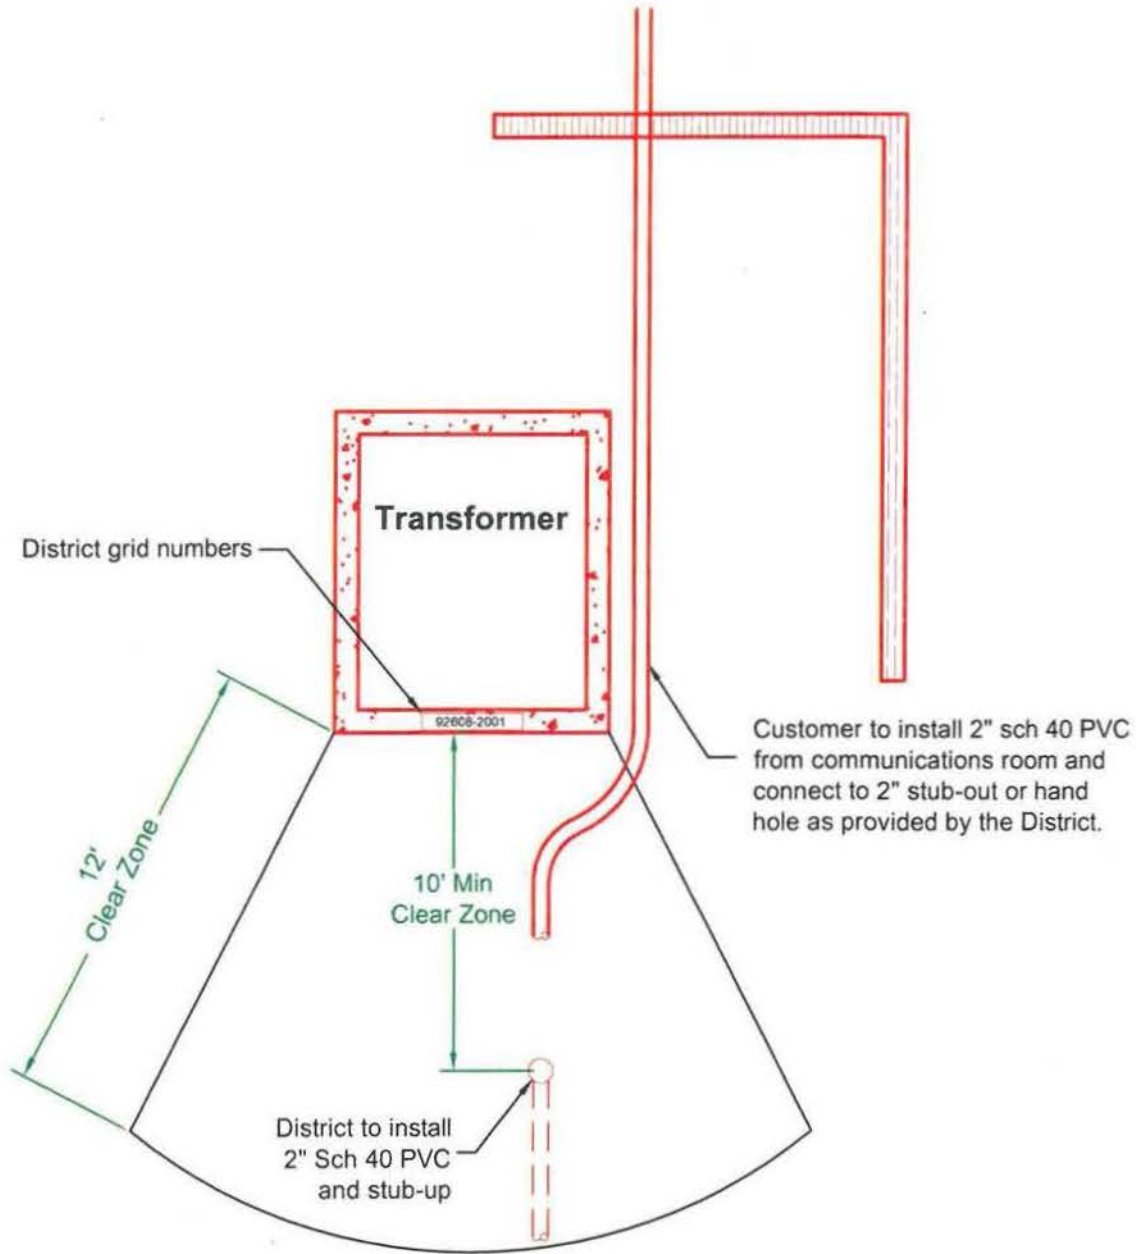 Transformer
District grid numbers
92608-2001
Customer to install 2" sch 40 PVC
from communications room and
connect to 2" stub-out or hand
hole as provided by the District.
12'
Clear Zone
10' Min
Clear Zone
District to install
2" Sch 40 PVC
and stub-up